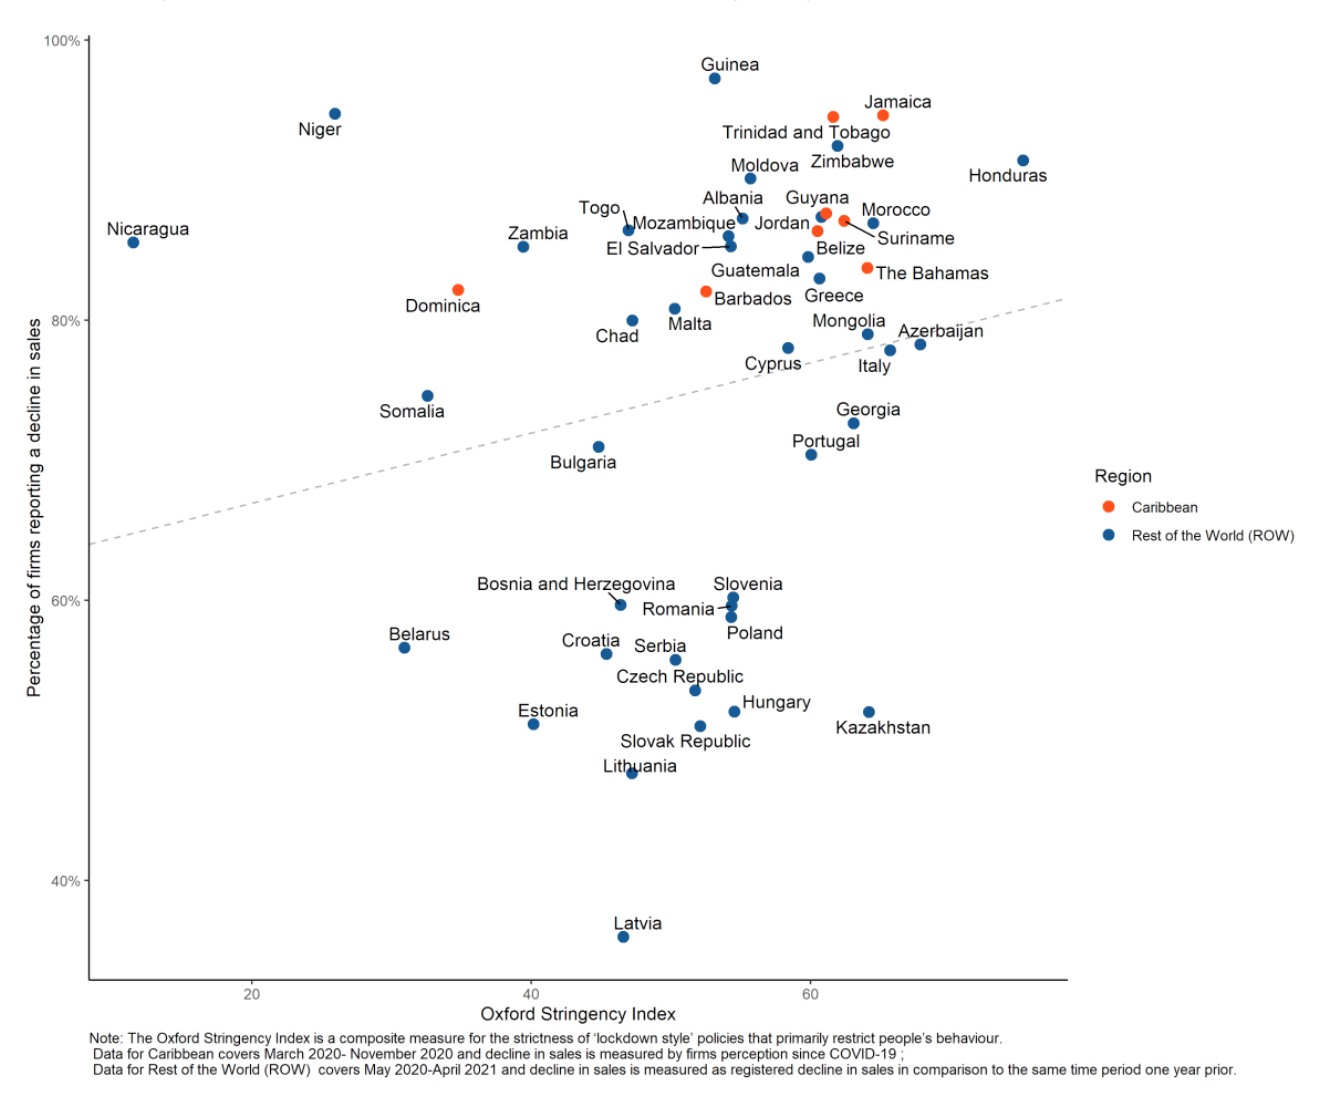 100%
Guinea
Jamaica
Niger
Trinidad and Tobago
Zimbabwe
Moldova
Honduras
Albania
Guyana
Togo
Morocco
Mozambique
Jordan
Nicaragua
Zambia
Suriname
El Salvador
Belize
Guatemala
The Bahamas
Dominica
Barbados
Greece
80%
Malta
Mongolia
Chad
Azerbaijan
Cyprus
Italy
Somalia
Georgia
Portugal
Bulgaria
Percentage of firms reporting a decline in sales
Region
Caribbean
Rest of the World (ROW)
Bosnia and Herzegovina
Slovenia
60%
Romania
Belarus
Poland
Croatia
Serbia
Czech Republic
Estonia
Hungary
Kazakhstan
Slovak Republic
Lithuania
40%
Latvia
20
40
60
Oxford Stringency Index
Note: The Oxford Stringency Index is a composite measure for the strictness of ‘lockdown style’ policies that primarily restrict people’s behaviour.
Data for Caribbean covers March 2020- November 2020 and decline in sales is measured by firms perception since COVID-19 ;
Data for Rest of the World (ROW)  covers May 2020-April 2021 and decline in sales is measured as registered decline in sales in comparison to the same time period one year prior.